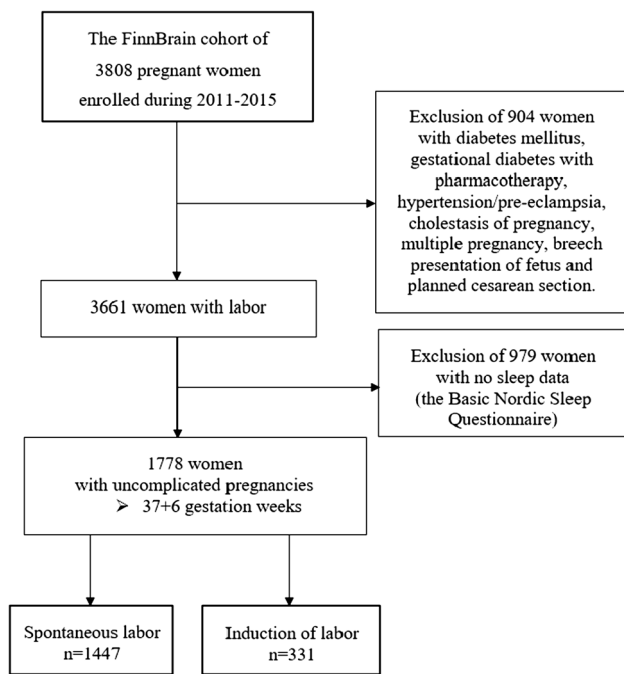 The FinnBrain cohort of
3808 pregnant women
enrolled during 2011-2015
Exclusion of 904 women
with diabetes mellitus,
gestational diabetes with
pharmacotherapy,
hypertension/pre-eclampsia,
cholestasis of pregnancy,
multiple pregnancy, breech
presentation of fetus and
planned cesarean section.
3661 women with labor
Exclusion of 979 women
with no sleep data
(the Basic Nordic Sleep
Questionnaire)
1778 women
with uncomplicated pregnancies
➢ 37+6 gestation weeks
Spontaneous labor
n=1447
Induction of labor
n=331